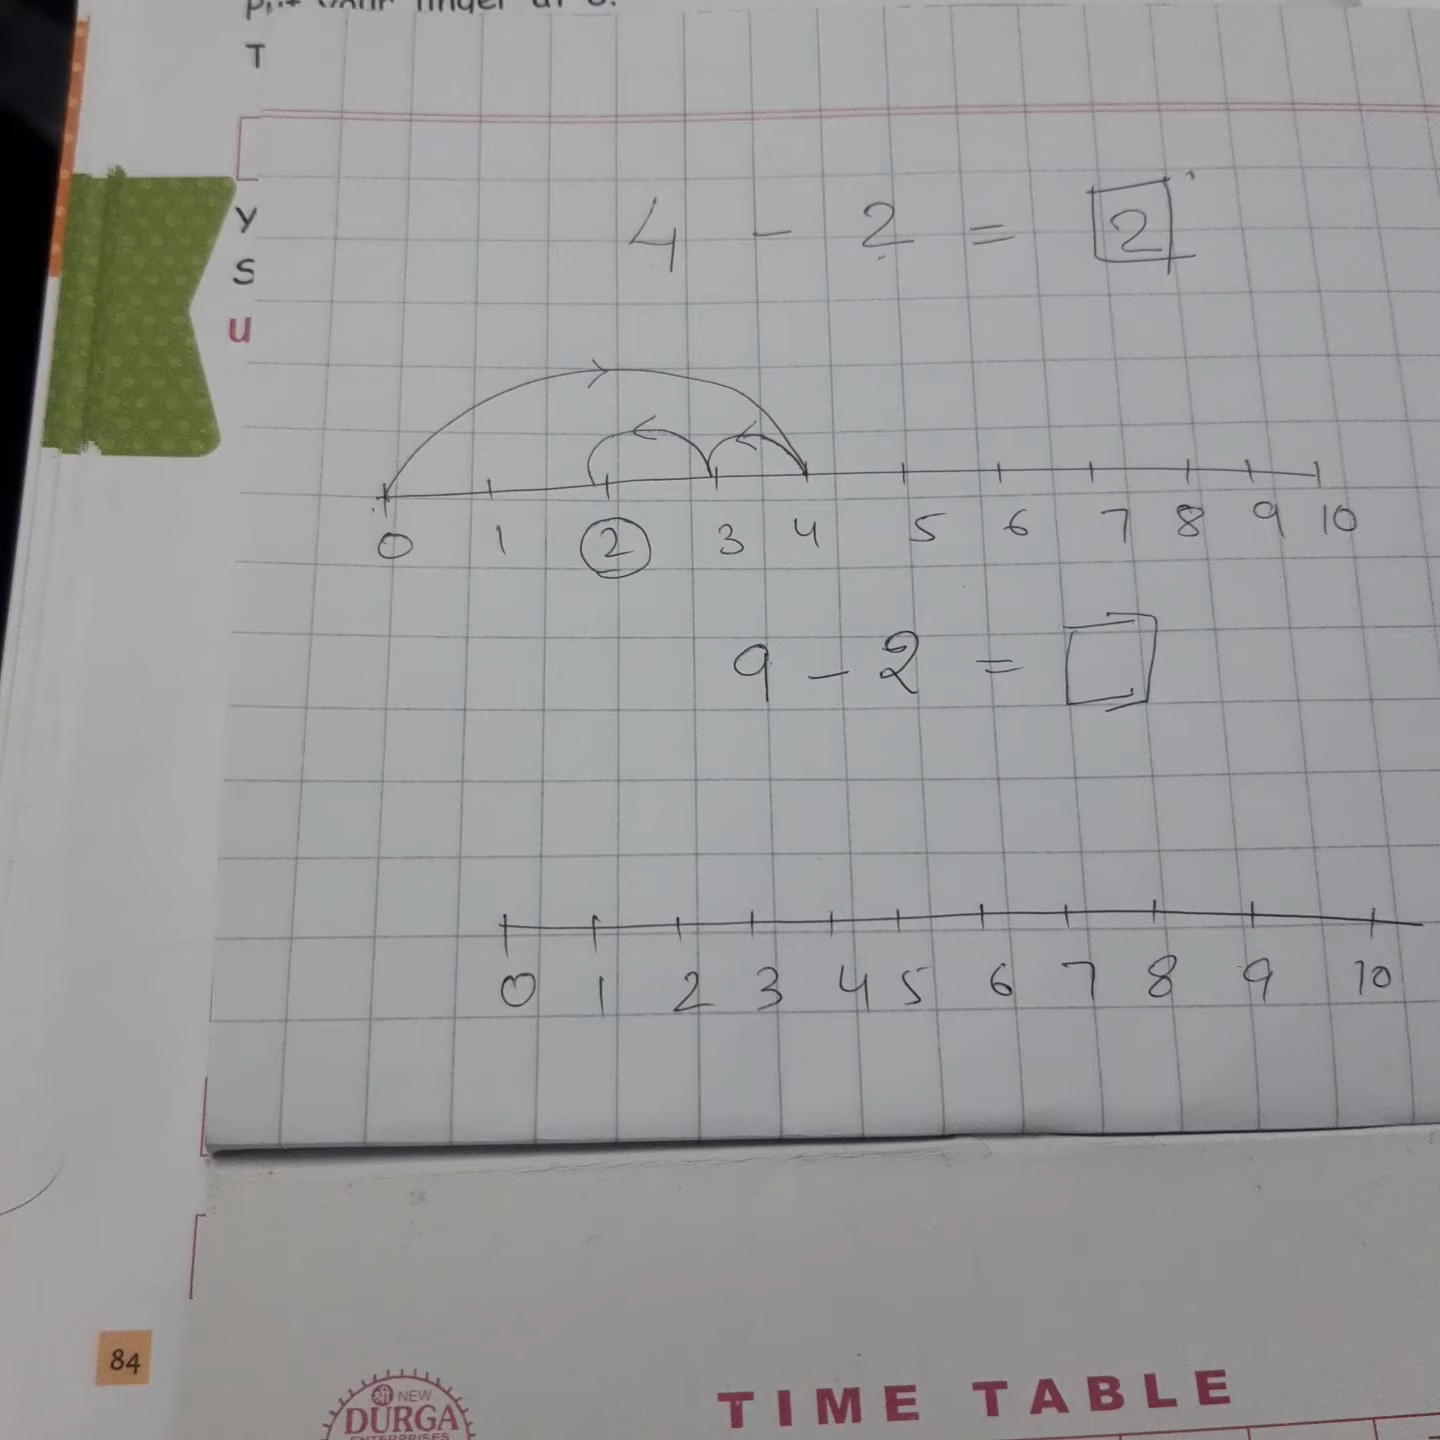 T
4 - 2 = 2
y
S
u
0 1 2 3 4 5 6 7 8 9 10
9 - 2 =
0 1 2 3 4 5 6 7 8 9 10
84
श्री NEW
DURGA
ENTERPRISES
TIME TABLE